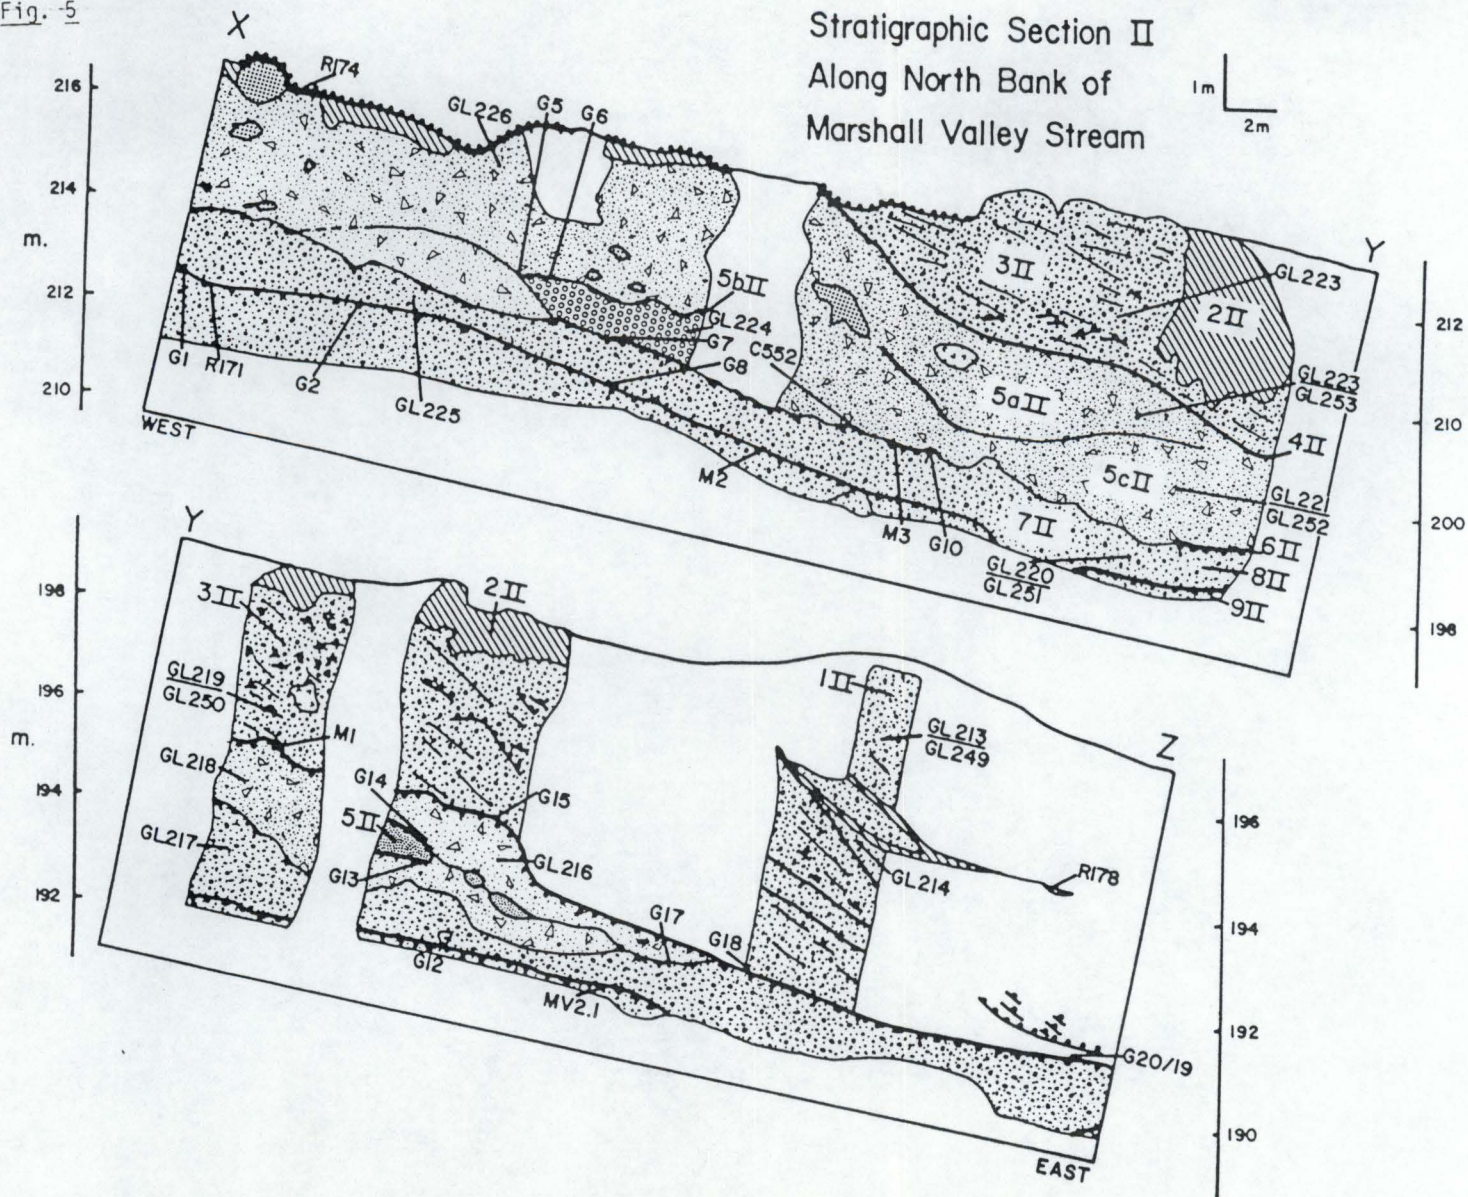 Fig. 5
Stratigraphic Section II
Along North Bank of
Marshall Valley Stream
1m
2m
X
R174
GL226
G5
G6
216
214
m.
212
210
5bII
GL224
G7
G8
C552
3II
2II
GL223
Y
212
GL223
GL253
5aII
210
4II
5cII
GL221
GL252
200
G1
R171
G2
GL225
WEST
M2
M3
G10
7II
GL220
GL251
6II
8II
9II
198
Y
198
3II
2II
196
GL219
GL250
m.
M1
GL218
194
G14
G15
5II
GL217
G13
GL216
192
G12
MV2.1
G17
G18
1II
GL213
GL249
Z
GL214
R178
196
194
192
G20/19
190
EAST